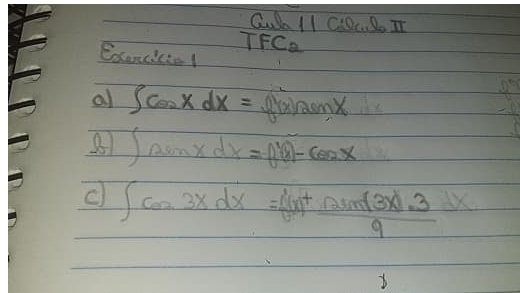 Aula 11 Cálculo II
TFC2
Exercício 1
a) ∫ cos x dx = f'(x) sen x
b) ∫ sen x dx = f'(x) - cos x
c) ∫ cos 3x dx = f'(x) + sen(3x).3 dx
9